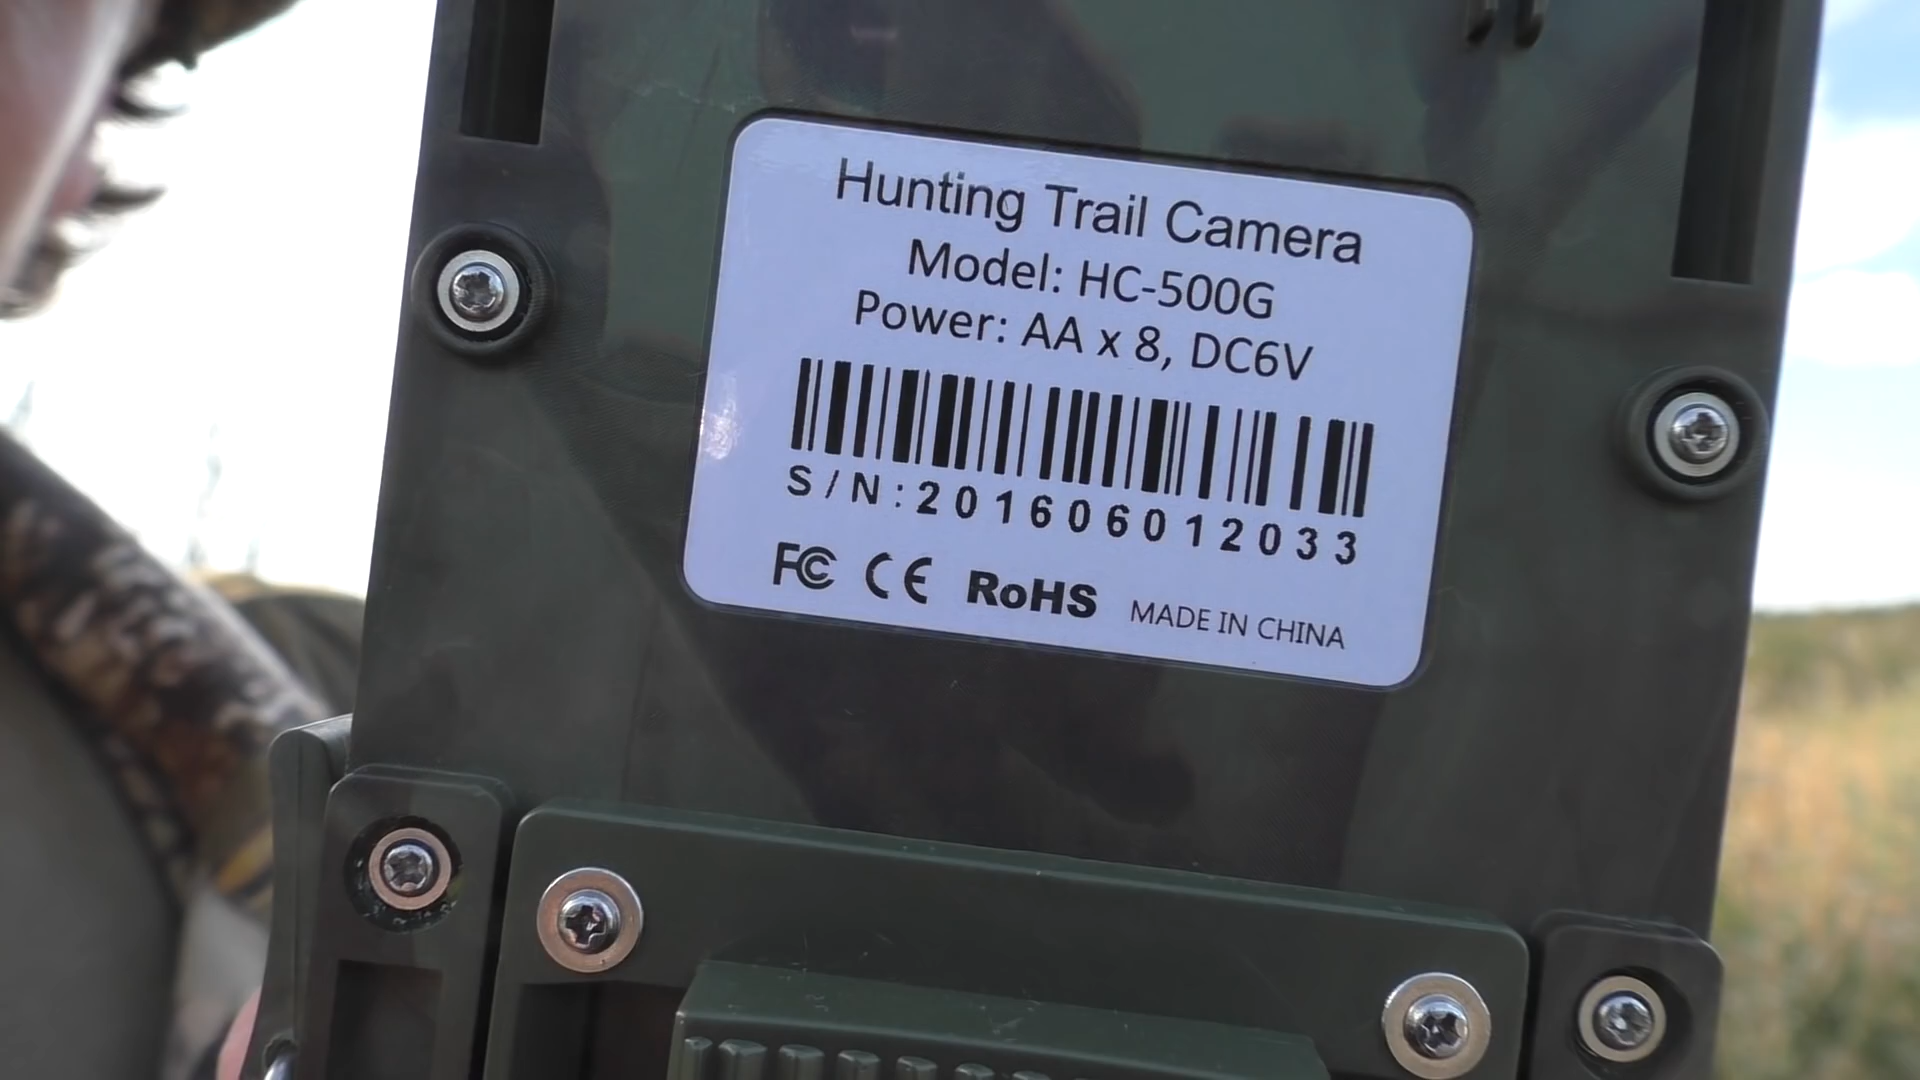 Hunting Trail Camera
Model: HC-500G
Power: AA x 8, DC6V
S/N:201606012033
FC CE RoHS MADE IN CHINA